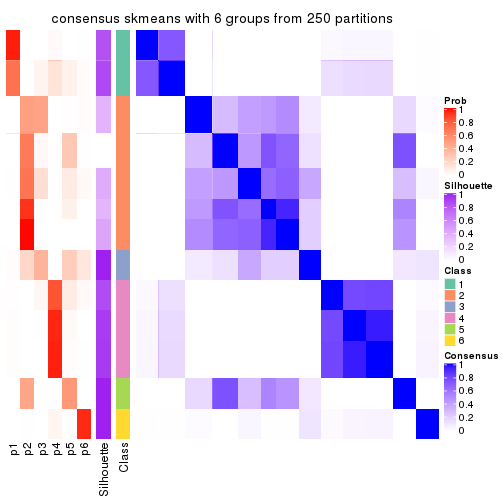 consensus skmeans with 6 groups from 250 partitions
Prob
1
0.8
0.6
0.4
0.2
0
Silhouette
1
0.8
0.6
0.4
0.2
0
Class
1
2
3
4
5
6
Consensus
1
0.8
0.6
0.4
0.2
0
p1
p2
p3
p4
p5
p6
Silhouette
Class